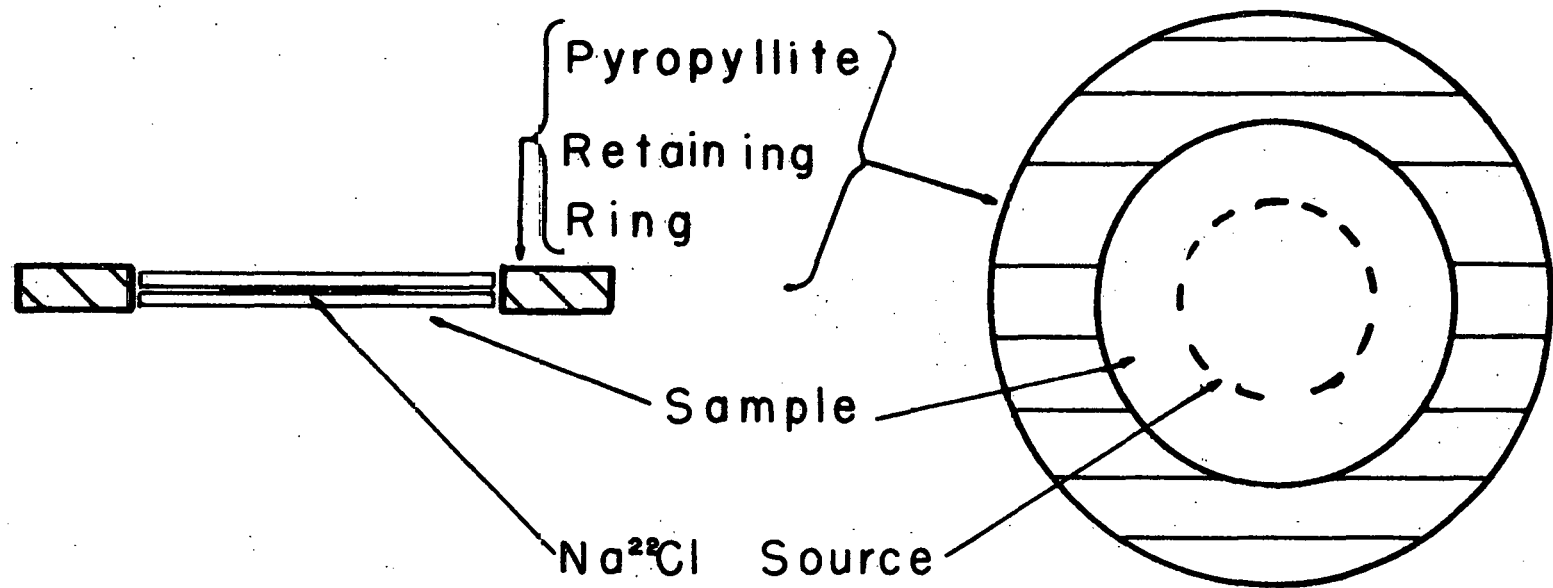 Pyropyllite
Retaining
Ring
Sample
Na²²Cl Source